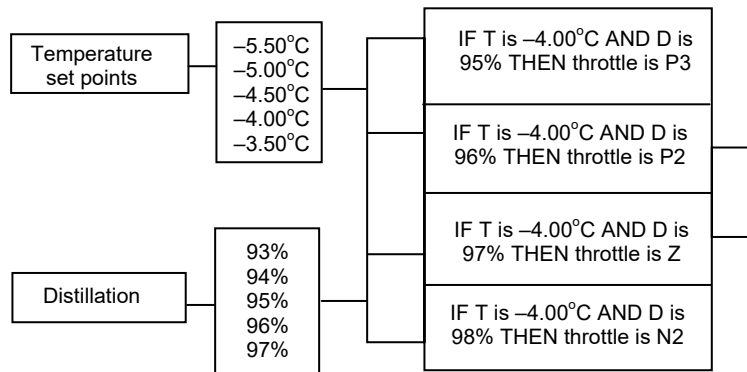 Temperature
set points
–5.50°C
–5.00°C
–4.50°C
–4.00°C
–3.50°C
IF T is –4.00°C AND D is
95% THEN throttle is P3
IF T is –4.00°C AND D is
96% THEN throttle is P2
IF T is –4.00°C AND D is
97% THEN throttle is Z
IF T is –4.00°C AND D is
98% THEN throttle is N2
Distillation
93%
94%
95%
96%
97%